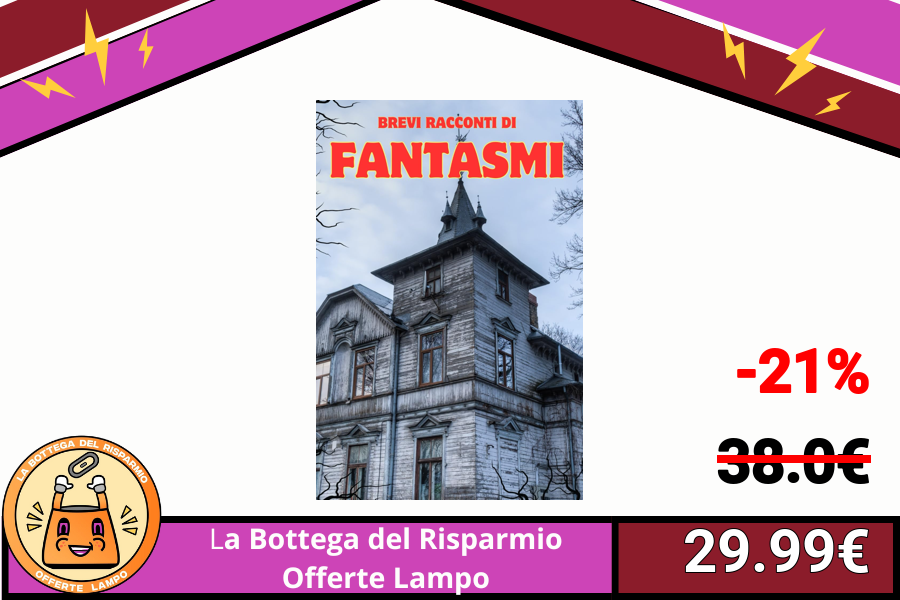 BREVI RACCONTI DI
FANTASMI
-21%
38.0€
LA BOTTEGA DEL RISPARMIO
OFFERTE LAMPO
La Bottega del Risparmio
Offerte Lampo
29.99€